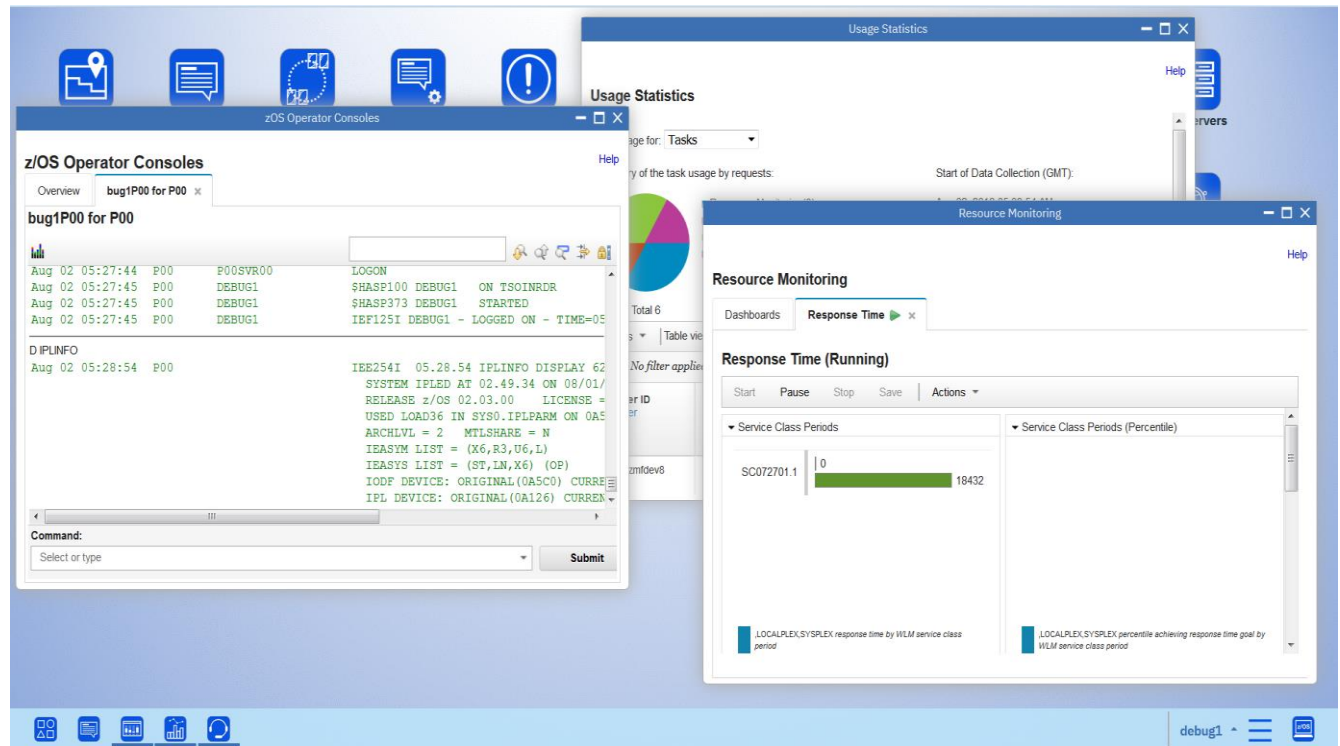 Usage Statistics
Help
Usage Statistics
age for: Tasks
y of the task usage by requests:
Start of Data Collection (GMT):
Total 6
Table vie
No filter applie
er ID
er
zmfdev8
ervers
zOS Operator Consoles
z/OS Operator Consoles
Help
Overview bug1P00 for P00 ×
bug1P00 for P00
Aug 02 05:27:44 P00 P00SVR00 LOGON
Aug 02 05:27:45 P00 DEBUG1 $HASP100 DEBUG1 ON TSOINRDR
Aug 02 05:27:45 P00 DEBUG1 $HASP373 DEBUG1 STARTED
Aug 02 05:27:45 P00 DEBUG1 IEF125I DEBUG1 - LOGGED ON - TIME=05
D IPLINFO
Aug 02 05:28:54 P00 IEE254I 05.28.54 IPLINFO DISPLAY 62
SYSTEM IPLED AT 02.49.34 ON 08/01/
RELEASE z/OS 02.03.00 LICENSE =
USED LOAD36 IN SYS0.IPLPARM ON 0A5
ARCHLVL = 2 MTLSHARE = N
IEASYM LIST = (X6,R3,U6,L)
IEASYS LIST = (ST,LN,X6) (OP)
IODF DEVICE: ORIGINAL(0A5C0) CURRE
IPL DEVICE: ORIGINAL(0A126) CURREN
Command:
Select or type
Submit
Resource Monitoring
Help
Resource Monitoring
Dashboards Response Time ×
Response Time (Running)
Start Pause Stop Save Actions
Service Class Periods
Service Class Periods (Percentile)
SC072701.1
0
18432
,LOCALPLEX,SYSPLEX response time by WLM service class
period
,LOCALPLEX,SYSPLEX percentile achieving response time goal by
WLM service class period
debug1
z/OS